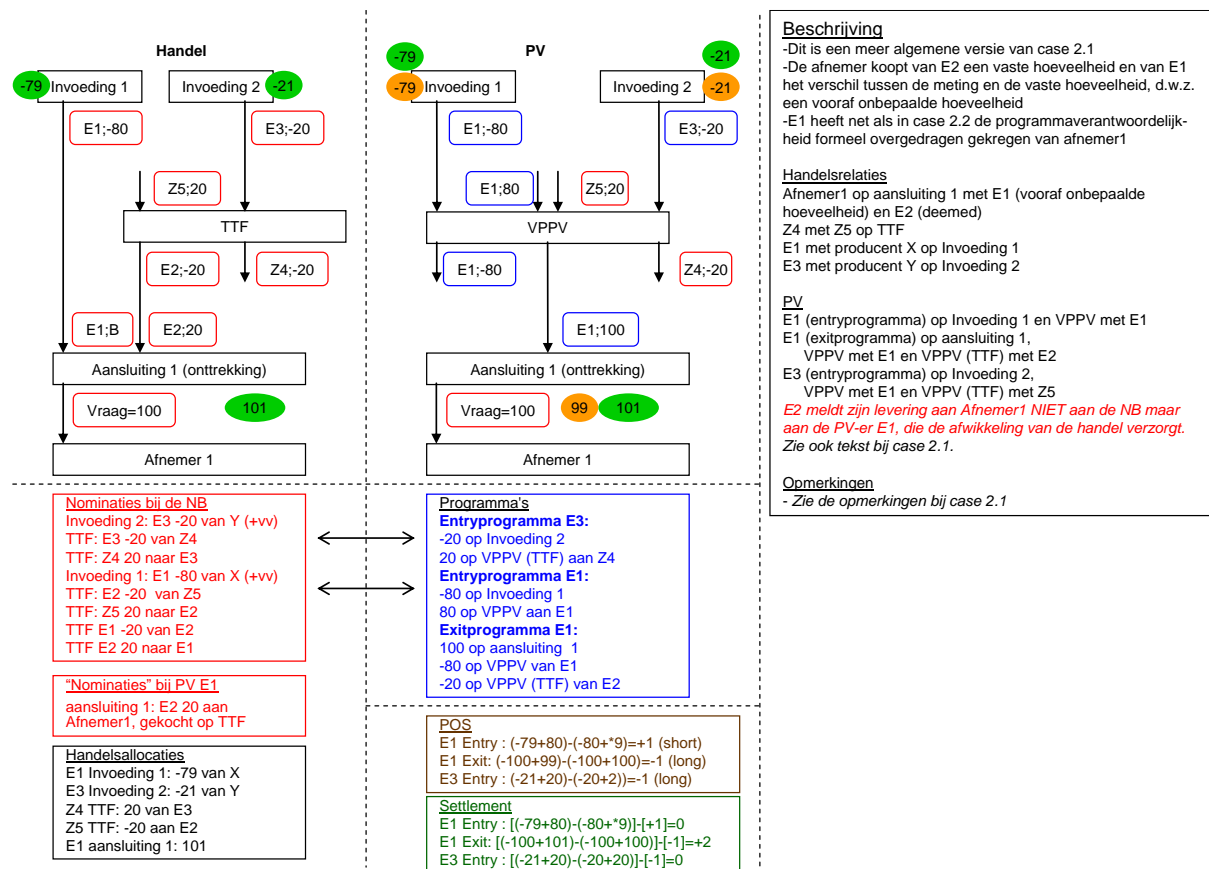 Handel
-79
Invoeding 1
Invoeding 2
-21
E1;-80
E3;-20
Z5;20
TTF
E2;-20
Z4;-20
E1;B
E2;20
Aansluiting 1 (onttrekking)
Vraag=100
101
Afnemer 1
PV
-79
-79
Invoeding 1
-21
Invoeding 2
-21
E1;-80
E3;-20
E1;80
Z5;20
VPPV
E1;-80
Z4;-20
E1;100
Aansluiting 1 (onttrekking)
Vraag=100
99
101
Afnemer 1
Beschrijving
-Dit is een meer algemene versie van case 2.1
-De afnemer koopt van E2 een vaste hoeveelheid en van E1
het verschil tussen de meting en de vaste hoeveelheid, d.w.z.
een vooraf onbepaalde hoeveelheid
-E1 heeft net als in case 2.2 de programmaverantwoordelijk-
kheid formeel overgedragen gekregen van afnemer1
Handelsrelaties
Afnemer1 op aansluiting 1 met E1 (vooraf onbepaalde
hoeveelheid) en E2 (deemed)
Z4 met Z5 op TTF
E1 met producent X op Invoeding 1
E3 met producent Y op Invoeding 2
PV
E1 (entryprogramma) op Invoeding 1 en VPPV met E1
E1 (exitprogramma) op aansluiting 1,
VPPV met E1 en VPPV (TTF) met E2
E3 (entryprogramma) op Invoeding 2,
VPPV met E1 en VPPV (TTF) met Z5
E2 meldt zijn levering aan Afnemer1 NIET aan de NB maar
aan de PV-er E1, die de afwikkeling van de handel verzorgt.
Zie ook tekst bij case 2.1.
Opmerkingen
- Zie de opmerkingen bij case 2.1
Nominaties bij de NB
Invoeding 2: E3 -20 van Y (+vv)
TTF: E3 -20 van Z4
TTF: Z4 20 naar E3
Invoeding 1: E1 -80 van X (+vv)
TTF: E2 -20 van Z5
TTF: Z5 20 naar E2
TTF E1 -20 van E2
TTF E2 20 naar E1
"Nominaties" bij PV E1
aansluiting 1: E2 20 aan
Afnemer1, gekocht op TTF
Handelsallocaties
E1 Invoeding 1: -79 van X
E3 Invoeding 2: -21 van Y
Z4 TTF: 20 van E3
Z5 TTF: -20 aan E2
E1 aansluiting 1: 101
Programma's
Entryprogramma E3:
-20 op Invoeding 2
20 op VPPV (TTF) aan Z4
Entryprogramma E1:
-80 op Invoeding 1
80 op VPPV aan E1
Exitprogramma E1:
100 op aansluiting 1
-80 op VPPV van E1
-20 op VPPV (TTF) van E2
POS
E1 Entry : (-79+80)-(-80+*9)=+1 (short)
E1 Exit: (-100+99)-(-100+100)=-1 (long)
E3 Entry : (-21+20)-(-20+2))=-1 (long)
Settlement
E1 Entry : [(-79+80)-(-80+*9)]-[+1]=0
E1 Exit: [(-100+101)-(-100+100)]-[-1]=+2
E3 Entry : [(-21+20)-(-20+20)]-[-1]=0